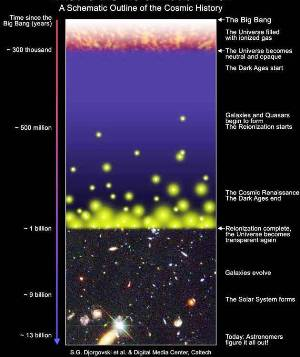 A Schematic Outline of the Cosmic History
Time since the
Big Bang (years)
The Big Bang
The Universe filled
with ionized gas
~ 300 thousand
The Universe becomes
neutral and opaque
The Dark Ages start
Galaxies and Quasars
begin to form
The Reionization starts
~ 500 million
The Cosmic Renaissance
The Dark Ages end
~ 1 billion
Reionization complete,
the Universe becomes
transparent again
Galaxies evolve
~ 9 billion
The Solar System forms
~ 13 billion
Today: Astronomers
figure it all out!
S.G. Djorgovski et al. & Digital Media Center, Caltech